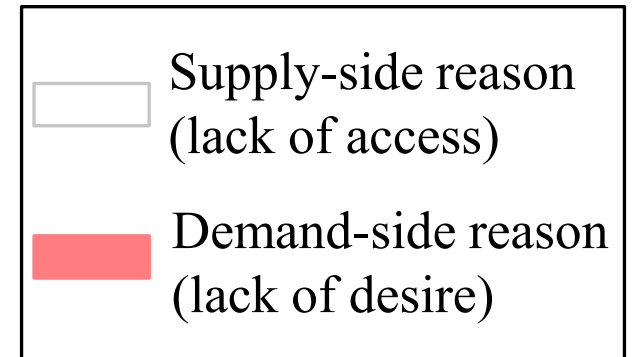 Supply-side reason
(lack of access)
Demand-side reason
(lack of desire)